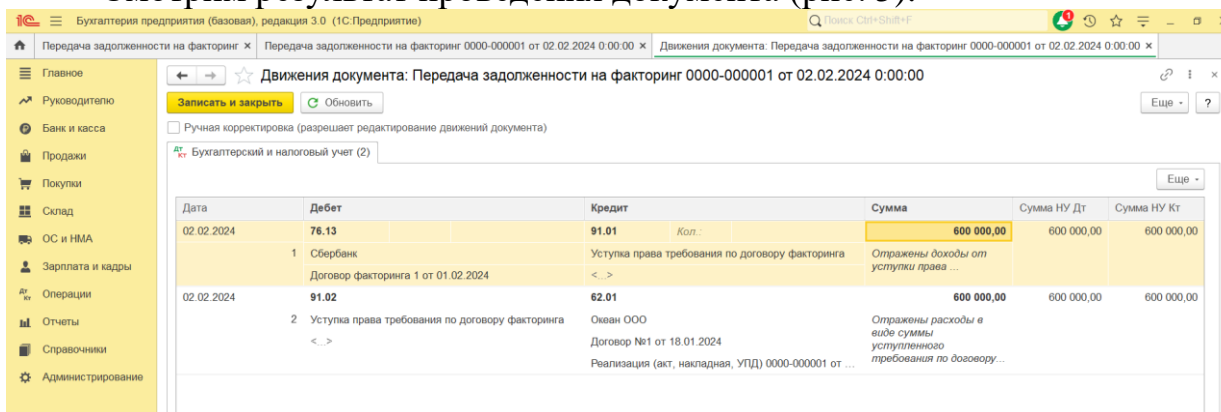 Смотрим результат проведения документа (рис. 5).
1С Бухгалтерия предприятия (базовая), редакция 3.0 (1С:Предприятие) Поиск Ctrl+Shift+F
Передача задолженности на факторинг × Передача задолженности на факторинг 0000-000001 от 02.02.2024 0:00:00 × Движения документа: Передача задолженности на факторинг 0000-000001 от 02.02.2024 0:00:00 ×
Главное
Руководителю
Банк и касса
Продажи
Покупки
Склад
ОС и НМА
Зарплата и кадры
Операции
Отчеты
Справочники
Администрирование
Движения документа: Передача задолженности на факторинг 0000-000001 от 02.02.2024 0:00:00
Записать и закрыть Обновить Еще ?
Ручная корректировка (разрешает редактирование движений документа)
Дт Кт Бухгалтерский и налоговый учет (2)
Еще
Дата Дебет Кредит Сумма Сумма НУ Дт Сумма НУ Кт
02.02.2024 76.13 91.01 Кол.: 600 000,00 600 000,00 600 000,00
1 Сбербанк Уступка права требования по договору факторинга Отражены доходы от
уступки права ...
Договор факторинга 1 от 01.02.2024 <...>
02.02.2024 91.02 62.01 600 000,00 600 000,00 600 000,00
2 Уступка права требования по договору факторинга Океан ООО Отражены расходы в
виде суммы
<...> Договор №1 от 18.01.2024 уступленного
требования по договору...
Реализация (акт, накладная, УПД) 0000-000001 от ...